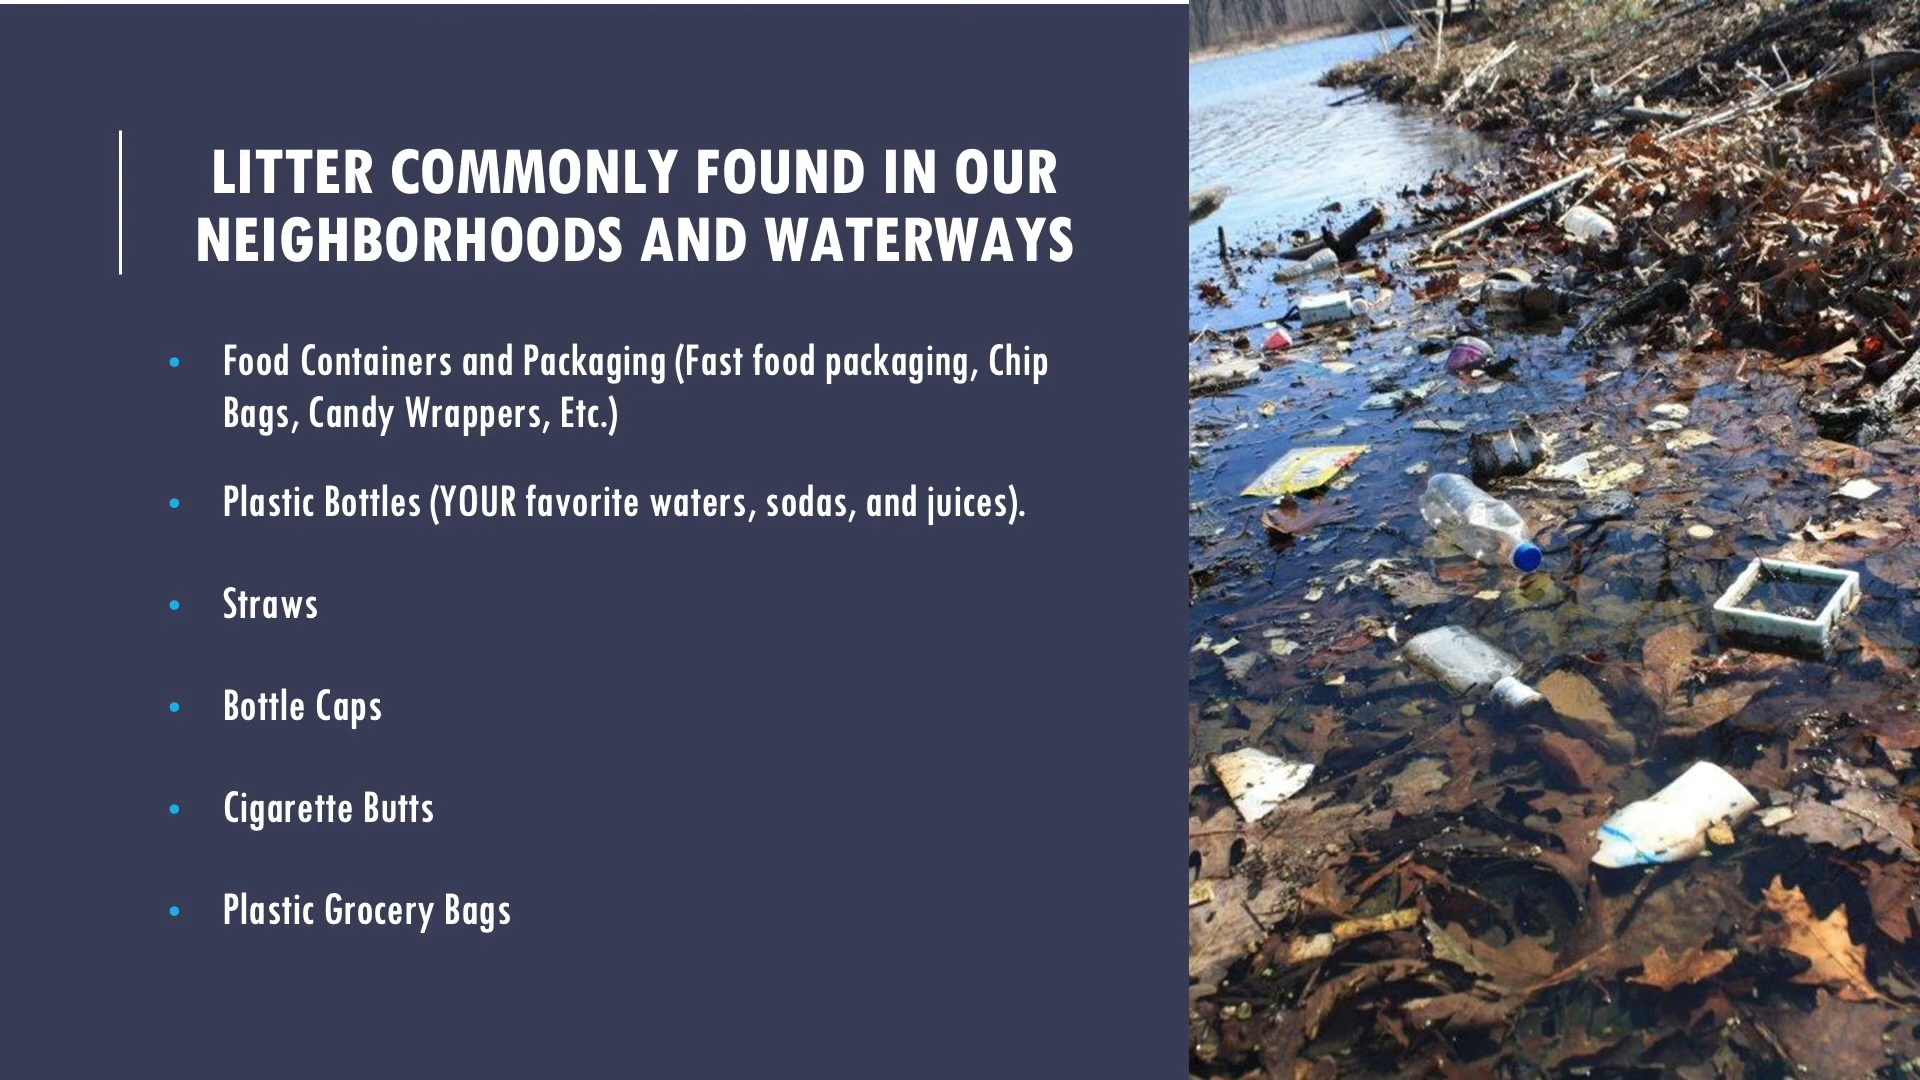 LITTER COMMONLY FOUND IN OUR
NEIGHBORHOODS AND WATERWAYS
• Food Containers and Packaging (Fast food packaging, Chip
Bags, Candy Wrappers, Etc.)
• Plastic Bottles (YOUR favorite waters, sodas, and juices).
• Straws
• Bottle Caps
• Cigarette Butts
• Plastic Grocery Bags